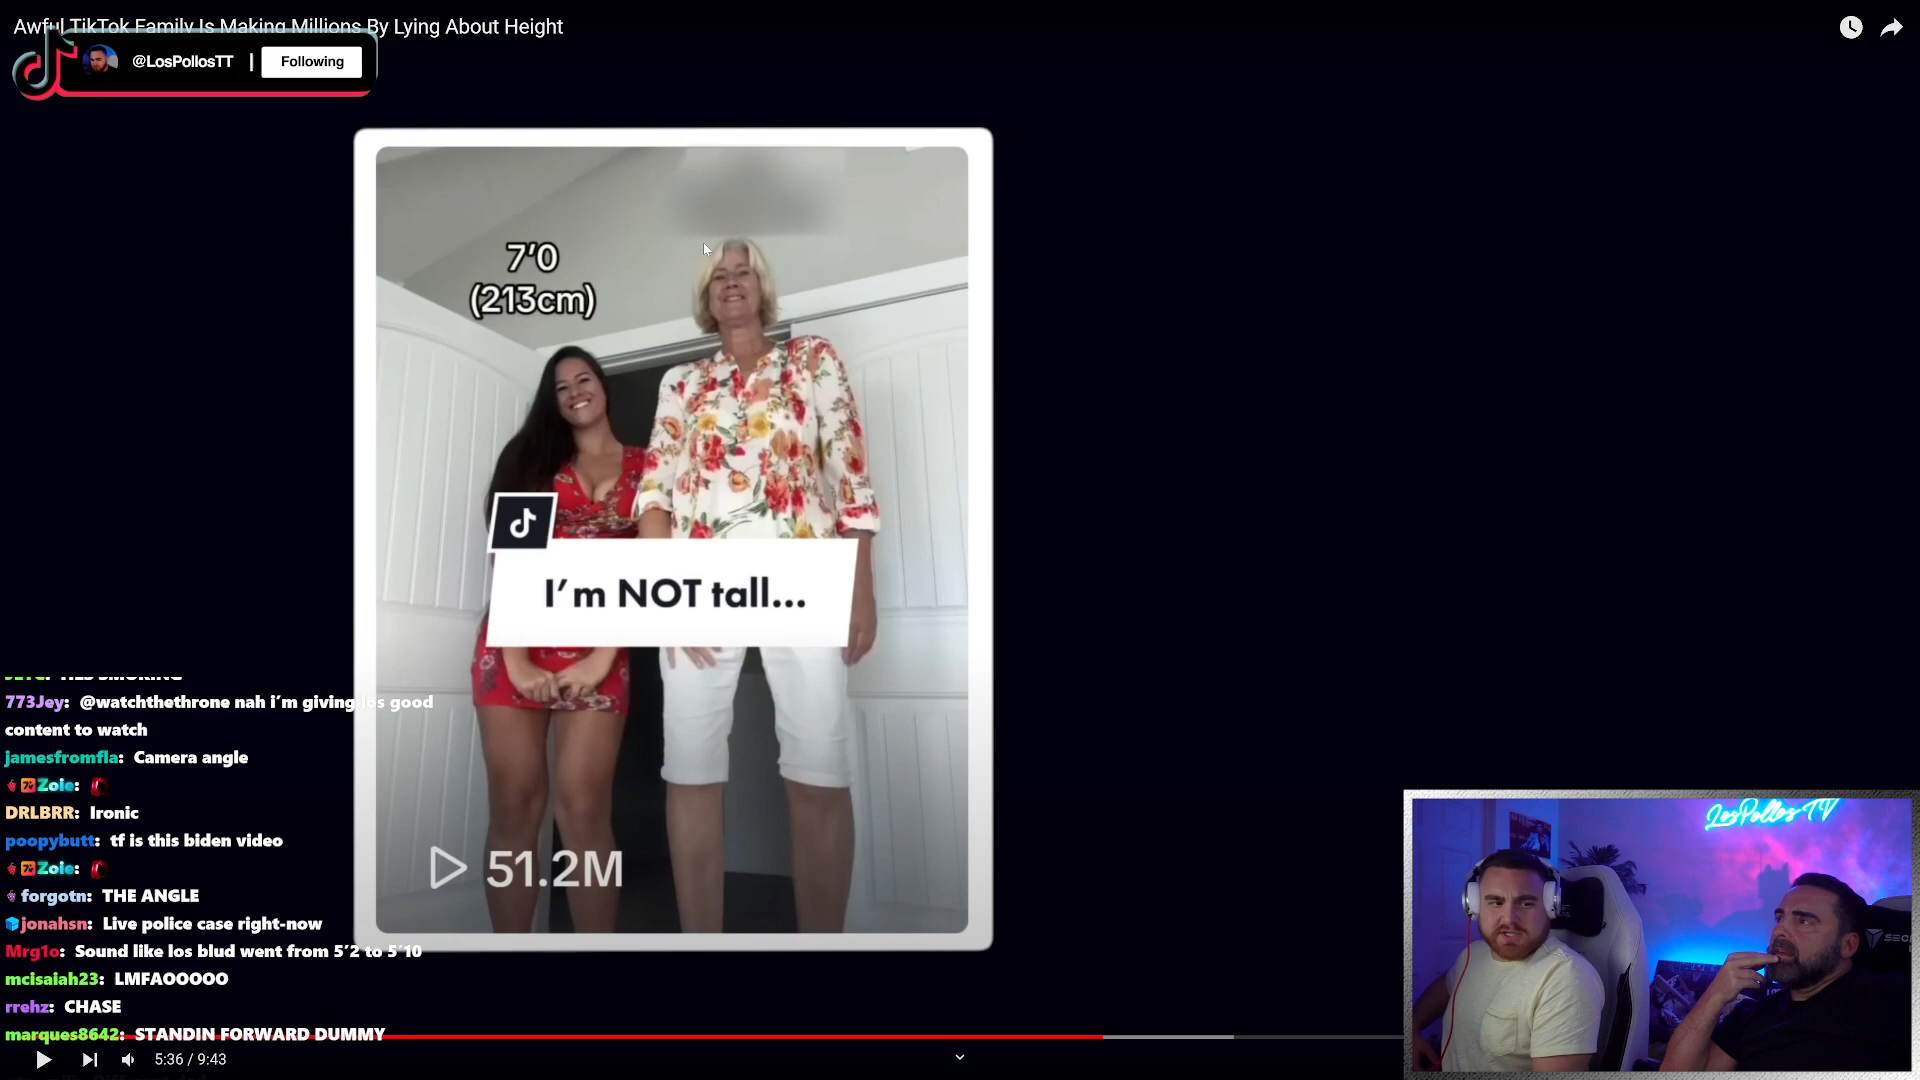 Awful TikTok Family Is Making Millions By Lying About Height
@LosPollosTT | Following
7'0
(213cm)
I'm NOT tall...
51.2M
773Jey: @watchthethrone nah i'm giving los good
content to watch
jamesfromfla: Camera angle
Zoie:
DRLBRR: Ironic
poopybutt: tf is this biden video
Zoie:
forgotn: THE ANGLE
jonahsn: Live police case right-now
Mrg1o: Sound like los blud went from 5'2 to 5'10
mcisaiah23: LMFAOOOOO
rrehz: CHASE
marques8642: STANDIN FORWARD DUMMY
5:36 / 9:43
LosPollos TV